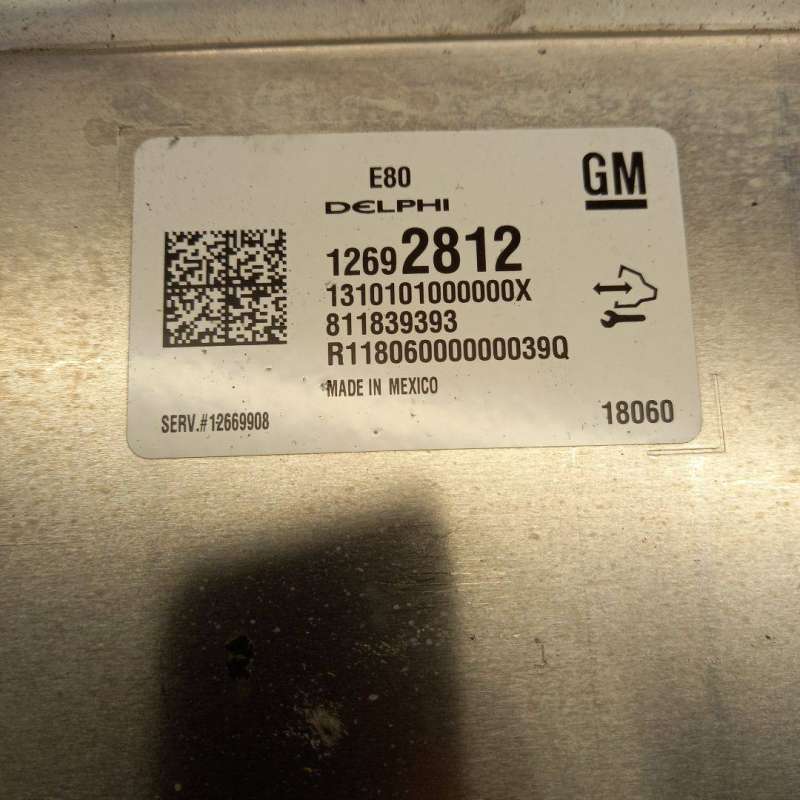 E80
GM
DELPHI
12692812
1310101000000X
811839393
R118060000000039Q
MADE IN MEXICO
SERV.#12669908
18060